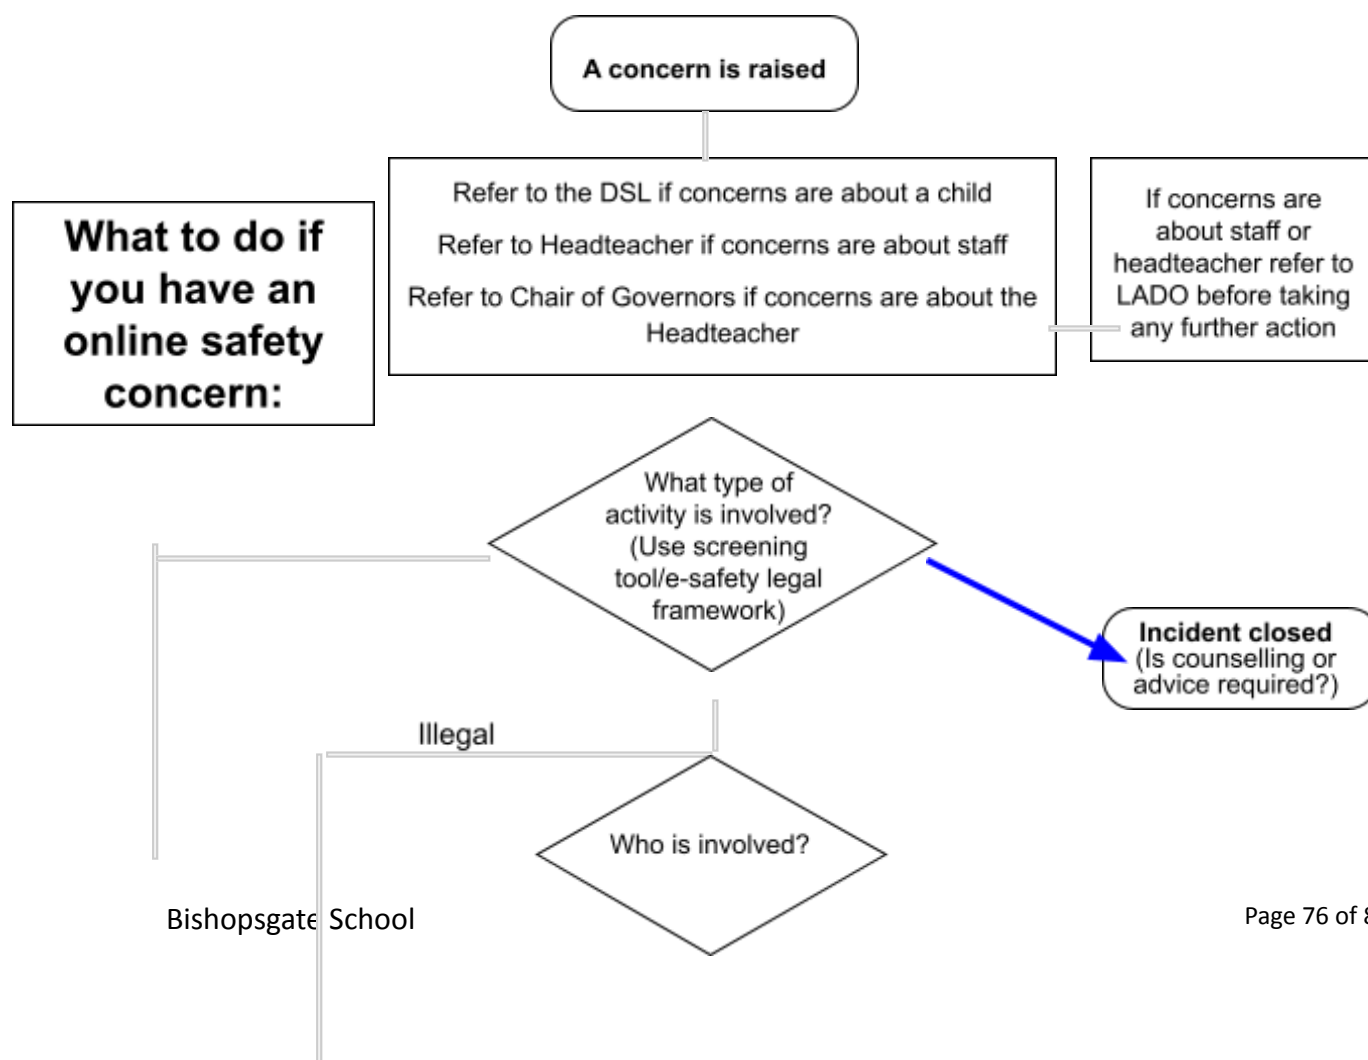 A concern is raised
What to do if
you have an
online safety
concern:
Refer to the DSL if concerns are about a child
Refer to Headteacher if concerns are about staff
Refer to Chair of Governors if concerns are about the
Headteacher
If concerns are
about staff or
headteacher refer to
LADO before taking
any further action
What type of
activity is involved?
(Use screening
tool/e-safety legal
framework)
Incident closed
(Is counselling or
advice required?)
Illegal
Who is involved?
Bishopsgate School
Page 76 of